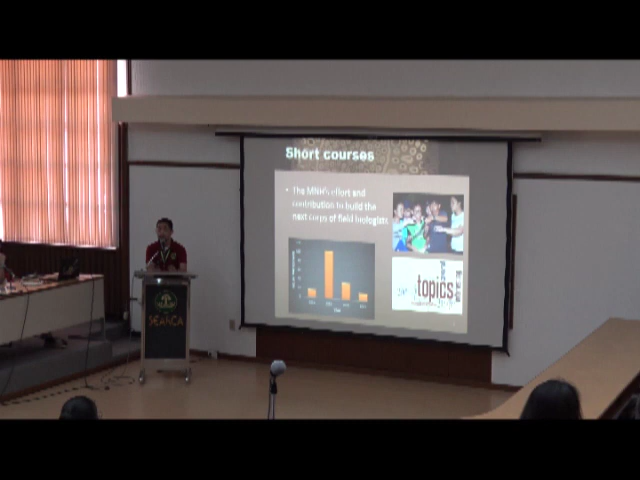 Short courses
• The MNH's effort and
contribution to build the
next corps of field biologists
topics
SEARCA